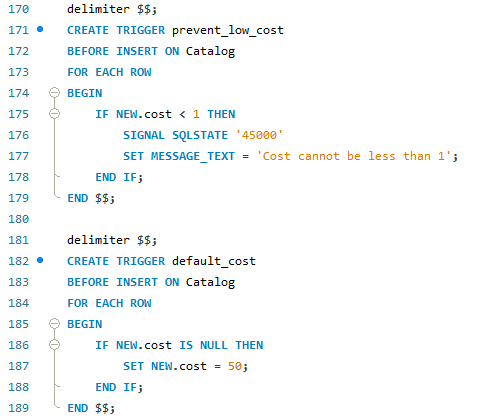 170 delimiter $$;
171 CREATE TRIGGER prevent_low_cost
172 BEFORE INSERT ON Catalog
173 FOR EACH ROW
174 BEGIN
175 IF NEW.cost < 1 THEN
176 SIGNAL SQLSTATE '45000'
177 SET MESSAGE_TEXT = 'Cost cannot be less than 1';
178 END IF;
179 END $$;
180
181 delimiter $$;
182 CREATE TRIGGER default_cost
183 BEFORE INSERT ON Catalog
184 FOR EACH ROW
185 BEGIN
186 IF NEW.cost IS NULL THEN
187 SET NEW.cost = 50;
188 END IF;
189 END $$;